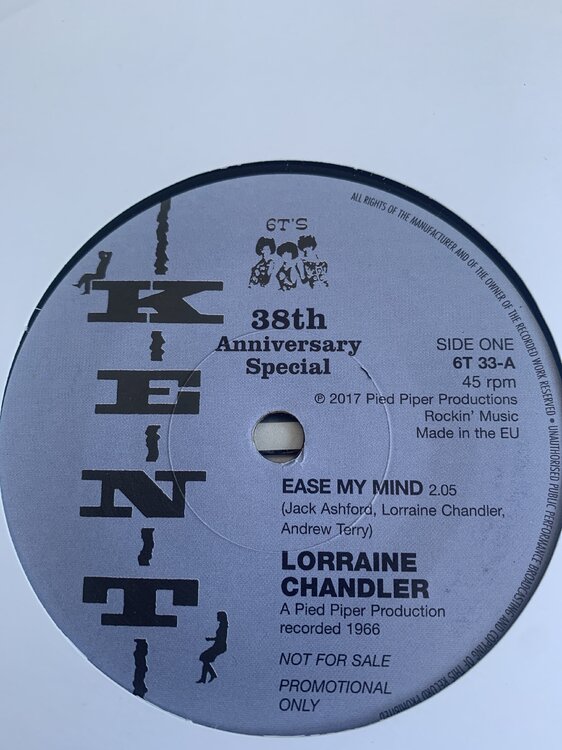 6T'S
38th
Anniversary
Special
K
E
N
T
SIDE ONE
6T 33-A
45 rpm
℗ 2017 Pied Piper Productions
Rockin' Music
Made in the EU
EASE MY MIND 2.05
(Jack Ashford, Lorraine Chandler,
Andrew Terry)
LORRAINE
CHANDLER
A Pied Piper Production
recorded 1966
NOT FOR SALE
PROMOTIONAL
ONLY
ALL RIGHTS OF THE MANUFACTURER AND OF THE OWNER OF THE RECORDED WORK RESERVED • UNAUTHORISED PUBLIC PERFORMANCE BROADCASTING AND COPYING OF THIS RECORD PROHIBITED